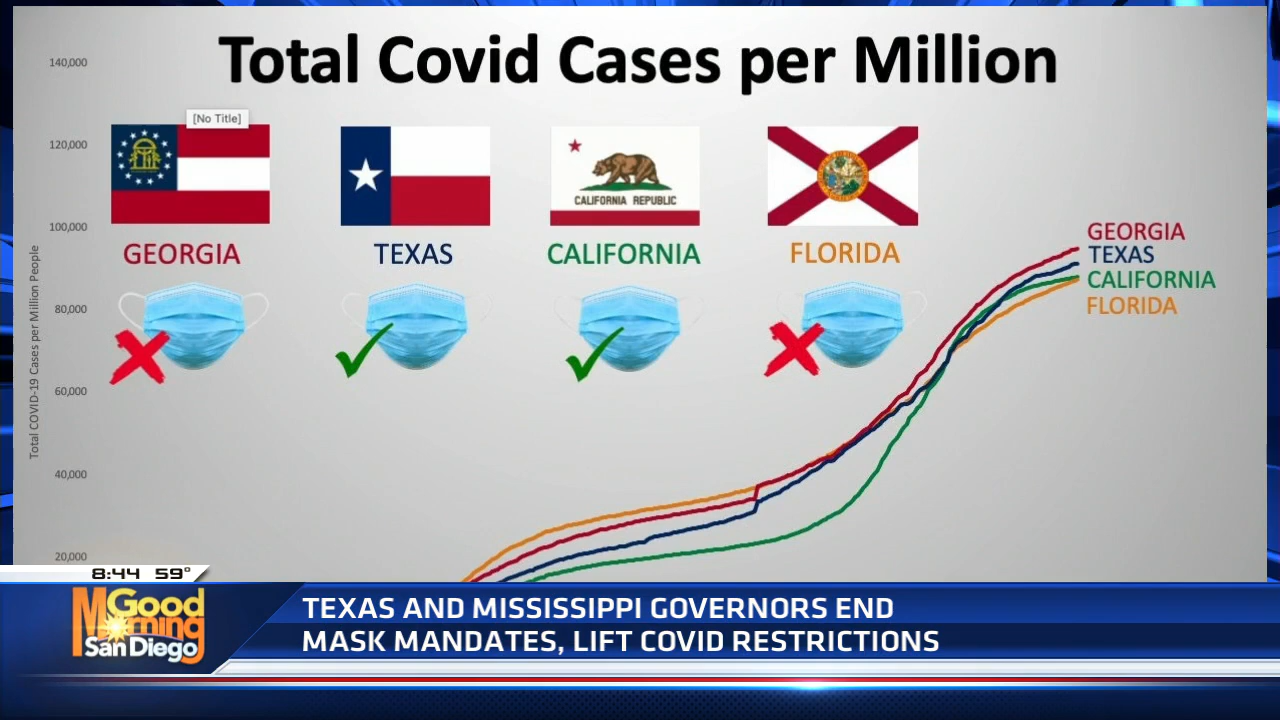 Total Covid Cases per Million
140,000
120,000
100,000
80,000
60,000
40,000
20,000
Total COVID-19 Cases per Million People
[No Title]
CALIFORNIA REPUBLIC
GEORGIA
TEXAS
CALIFORNIA
FLORIDA
GEORGIA
TEXAS
CALIFORNIA
FLORIDA
8:44 59°
Good
Morning
San Diego
TEXAS AND MISSISSIPPI GOVERNORS END
MASK MANDATES, LIFT COVID RESTRICTIONS